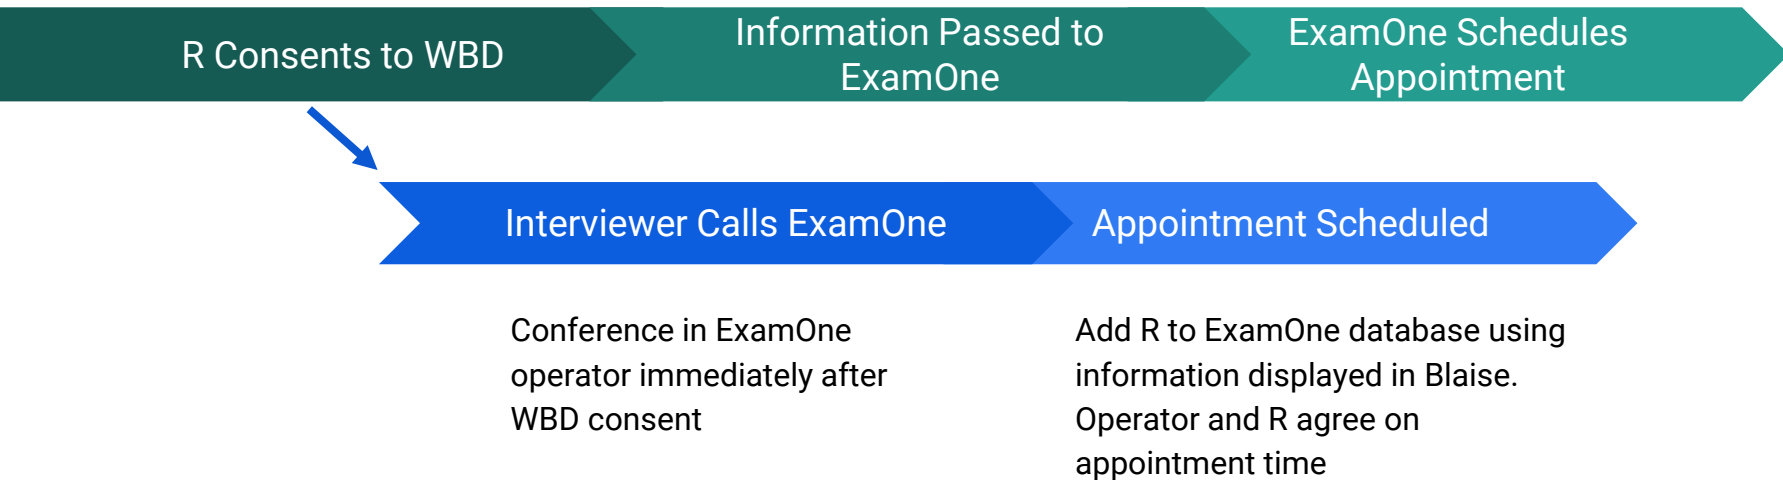 R Consents to WBD
Information Passed to
ExamOne
ExamOne Schedules
Appointment
Interviewer Calls ExamOne
Appointment Scheduled
Conference in ExamOne
operator immediately after
WBD consent
Add R to ExamOne database using
information displayed in Blaise.
Operator and R agree on
appointment time